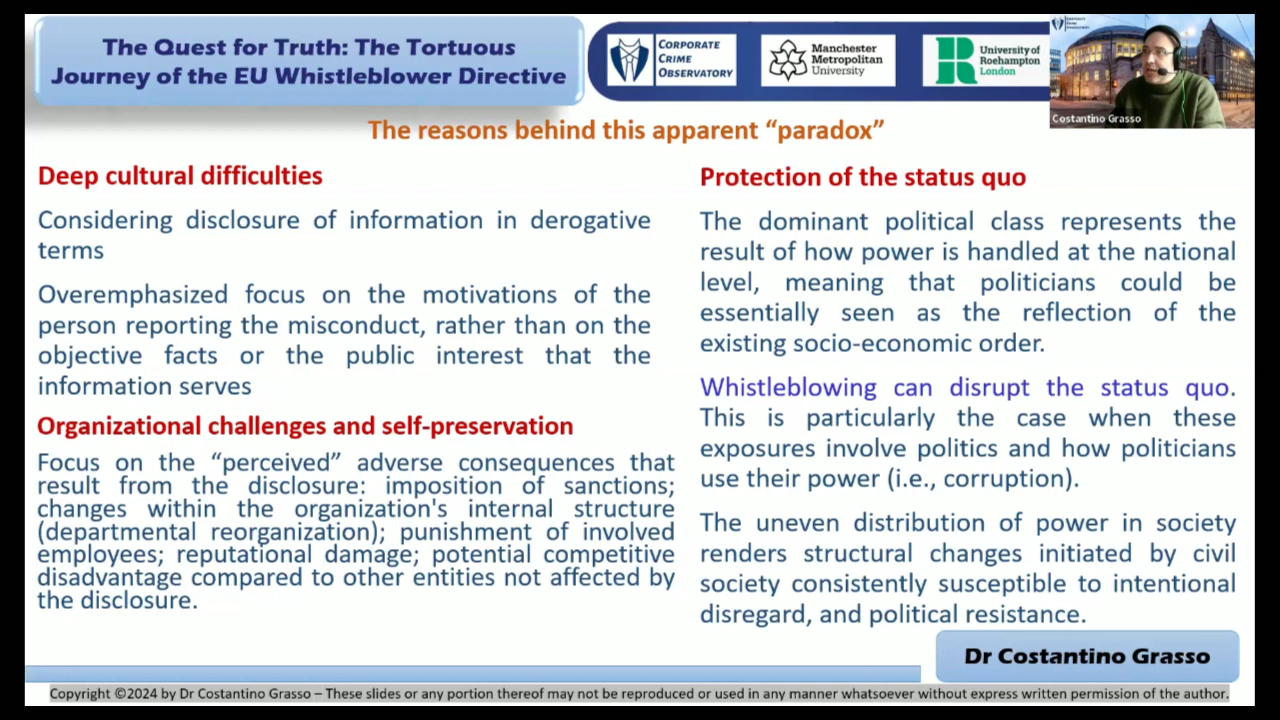 The Quest for Truth: The Tortuous
Journey of the EU Whistleblower Directive
CORPORATE
CRIME
OBSERVATORY
Manchester
Metropolitan
University
University of
Roehampton
London
Costantino Grasso
The reasons behind this apparent “paradox”
Deep cultural difficulties
Considering disclosure of information in derogative
terms
Overemphasized focus on the motivations of the
person reporting the misconduct, rather than on the
objective facts or the public interest that the
information serves
Organizational challenges and self-preservation
Focus on the “perceived” adverse consequences that
result from the disclosure: imposition of sanctions;
changes within the organization's internal structure
(departmental reorganization); punishment of involved
employees; reputational damage; potential competitive
disadvantage compared to other entities not affected by
the disclosure.
Protection of the status quo
The dominant political class represents the
result of how power is handled at the national
level, meaning that politicians could be
essentially seen as the reflection of the
existing socio-economic order.
Whistleblowing can disrupt the status quo.
This is particularly the case when these
exposures involve politics and how politicians
use their power (i.e., corruption).
The uneven distribution of power in society
renders structural changes initiated by civil
society consistently susceptible to intentional
disregard, and political resistance.
Dr Costantino Grasso
Copyright ©2024 by Dr Costantino Grasso – These slides or any portion thereof may not be reproduced or used in any manner whatsoever without express written permission of the author.